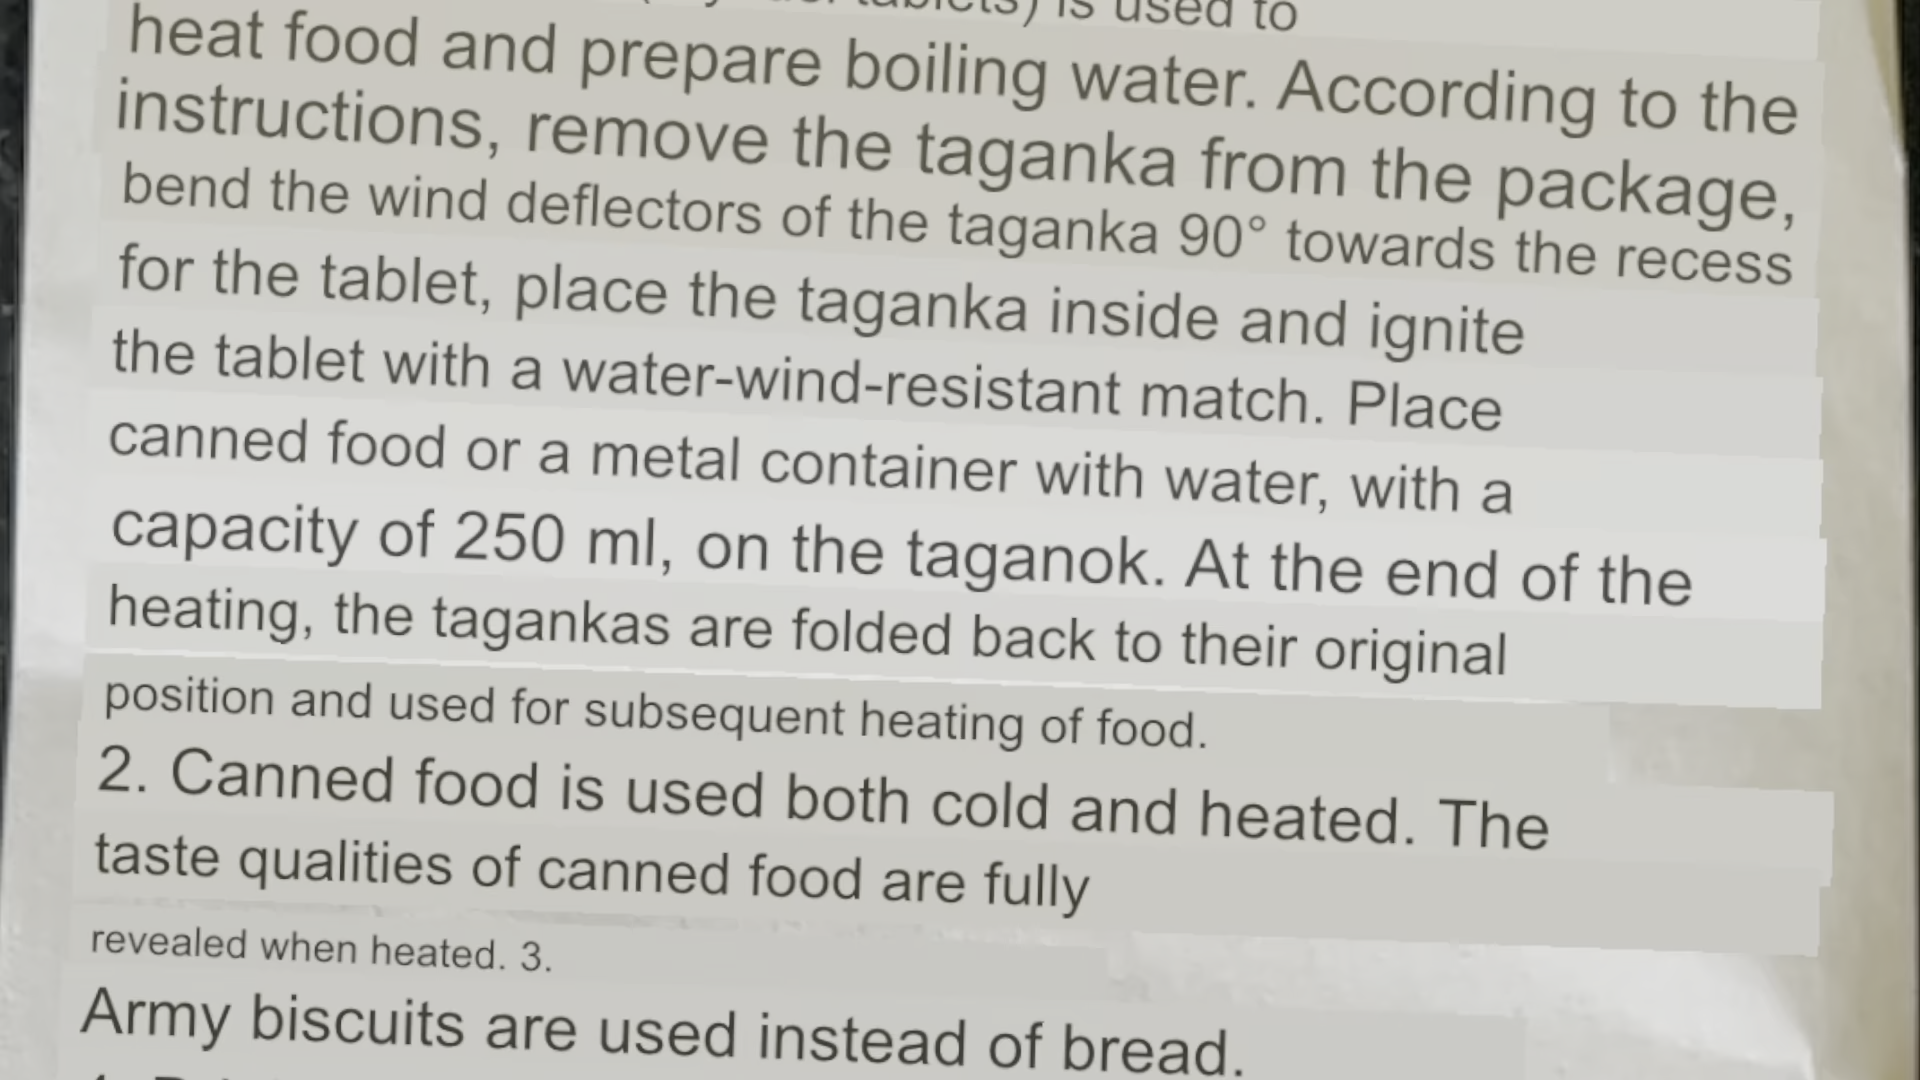 is used to
heat food and prepare boiling water. According to the
instructions, remove the taganka from the package,
bend the wind deflectors of the taganka 90° towards the recess
for the tablet, place the taganka inside and ignite
the tablet with a water-wind-resistant match. Place
canned food or a metal container with water, with a
capacity of 250 ml, on the taganok. At the end of the
heating, the tagankas are folded back to their original
position and used for subsequent heating of food.
2. Canned food is used both cold and heated. The
taste qualities of canned food are fully
revealed when heated. 3.
Army biscuits are used instead of bread.